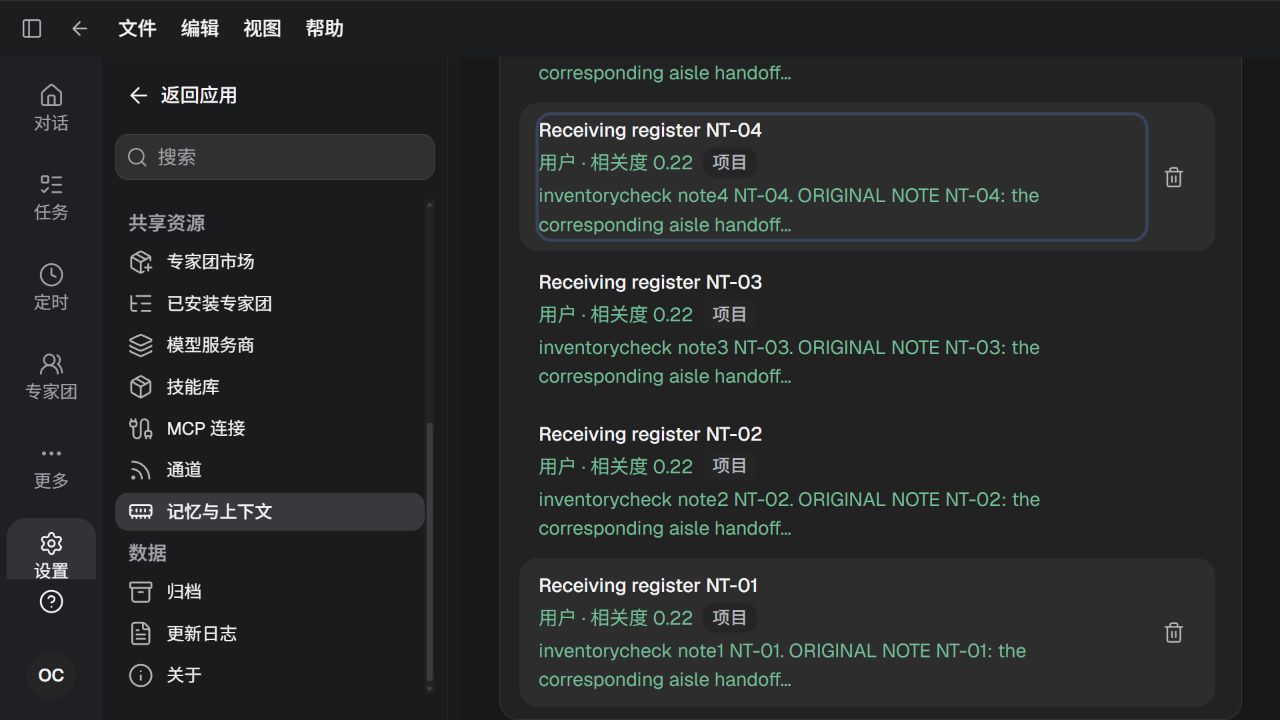 文件 编辑 视图 帮助
对话
任务
定时
专家团
更多
设置
OC
返回应用
搜索
共享资源
专家团市场
已安装专家团
模型服务商
技能库
MCP 连接
通道
记忆与上下文
数据
归档
更新日志
关于
corresponding aisle handoff...
Receiving register NT-04
用户 · 相关度 0.22 项目
inventorycheck note4 NT-04. ORIGINAL NOTE NT-04: the
corresponding aisle handoff...
Receiving register NT-03
用户 · 相关度 0.22 项目
inventorycheck note3 NT-03. ORIGINAL NOTE NT-03: the
corresponding aisle handoff...
Receiving register NT-02
用户 · 相关度 0.22 项目
inventorycheck note2 NT-02. ORIGINAL NOTE NT-02: the
corresponding aisle handoff...
Receiving register NT-01
用户 · 相关度 0.22 项目
inventorycheck note1 NT-01. ORIGINAL NOTE NT-01: the
corresponding aisle handoff...